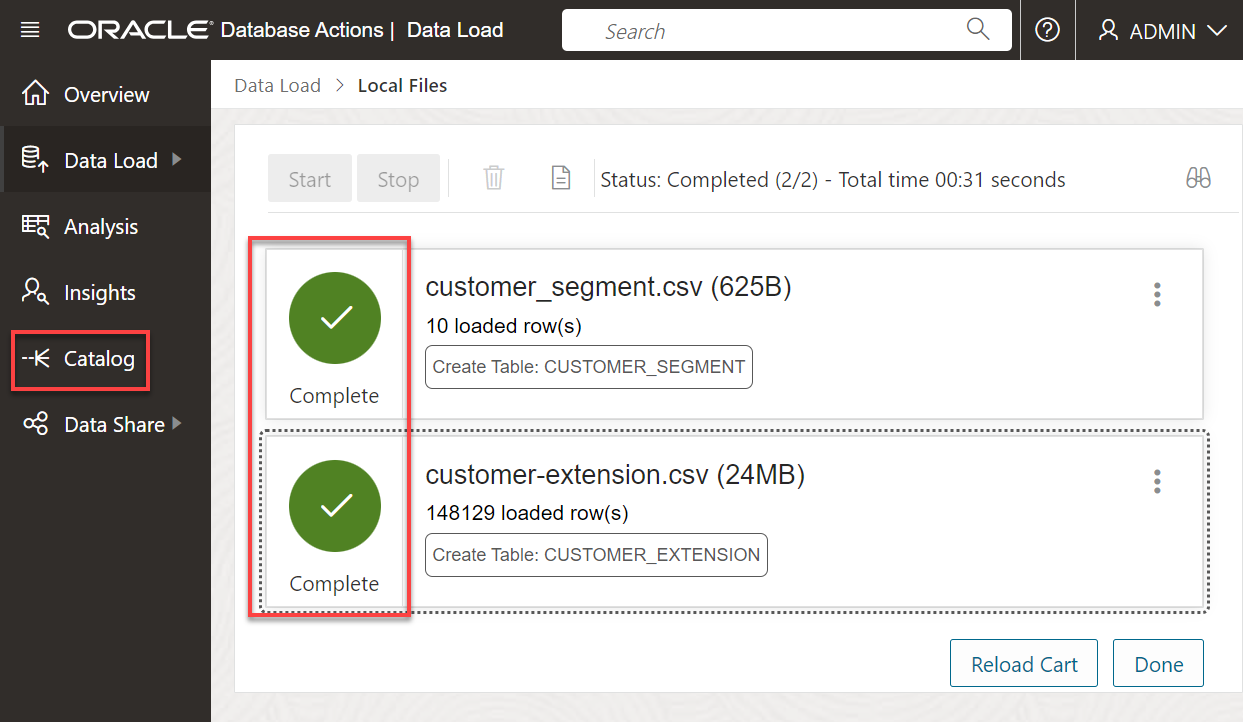 ORACLE® Database Actions | Data Load
Search
ADMIN
Overview
Data Load
Analysis
Insights
Catalog
Data Share
Data Load > Local Files
Start
Stop
Status: Completed (2/2) - Total time 00:31 seconds
customer_segment.csv (625B)
10 loaded row(s)
Create Table: CUSTOMER_SEGMENT
Complete
customer-extension.csv (24MB)
148129 loaded row(s)
Create Table: CUSTOMER_EXTENSION
Complete
Reload Cart
Done